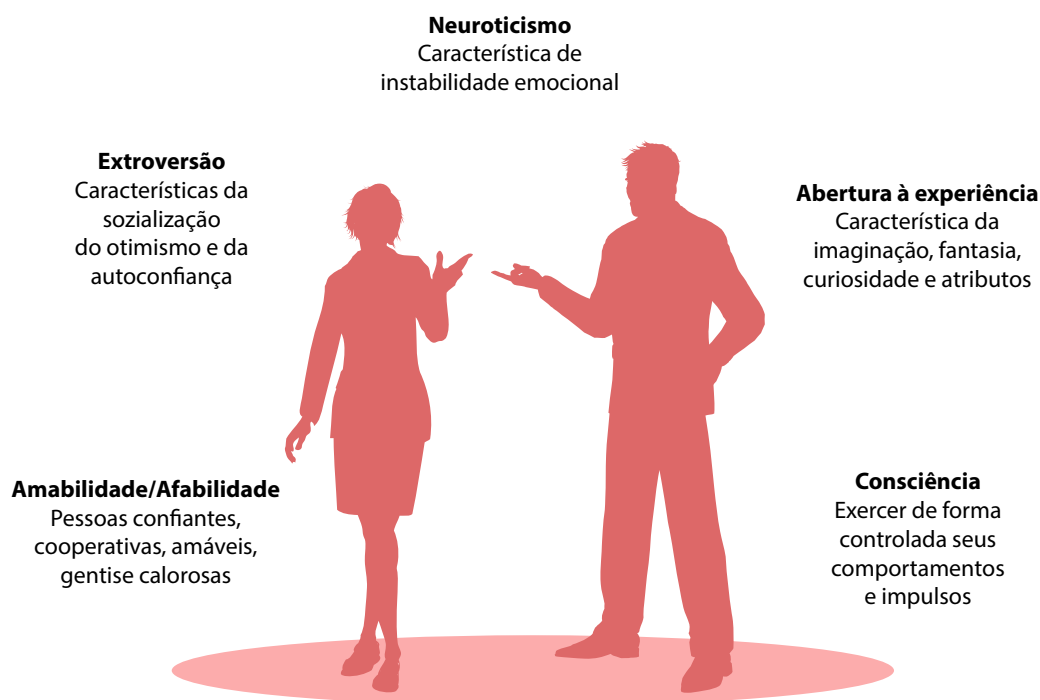 Neuroticismo
Característica de
instabilidade emocional
Extroversão
Características da
sozialização
do otimismo e da
autoconfiança
Abertura à experiência
Característica da
imaginação, fantasia,
curiosidade e atributos
Amabilidade/Afabilidade
Pessoas confiantes,
cooperativas, amáveis,
gentise calorosas
Consciência
Exercer de forma
controlada seus
comportamentos
e impulsos